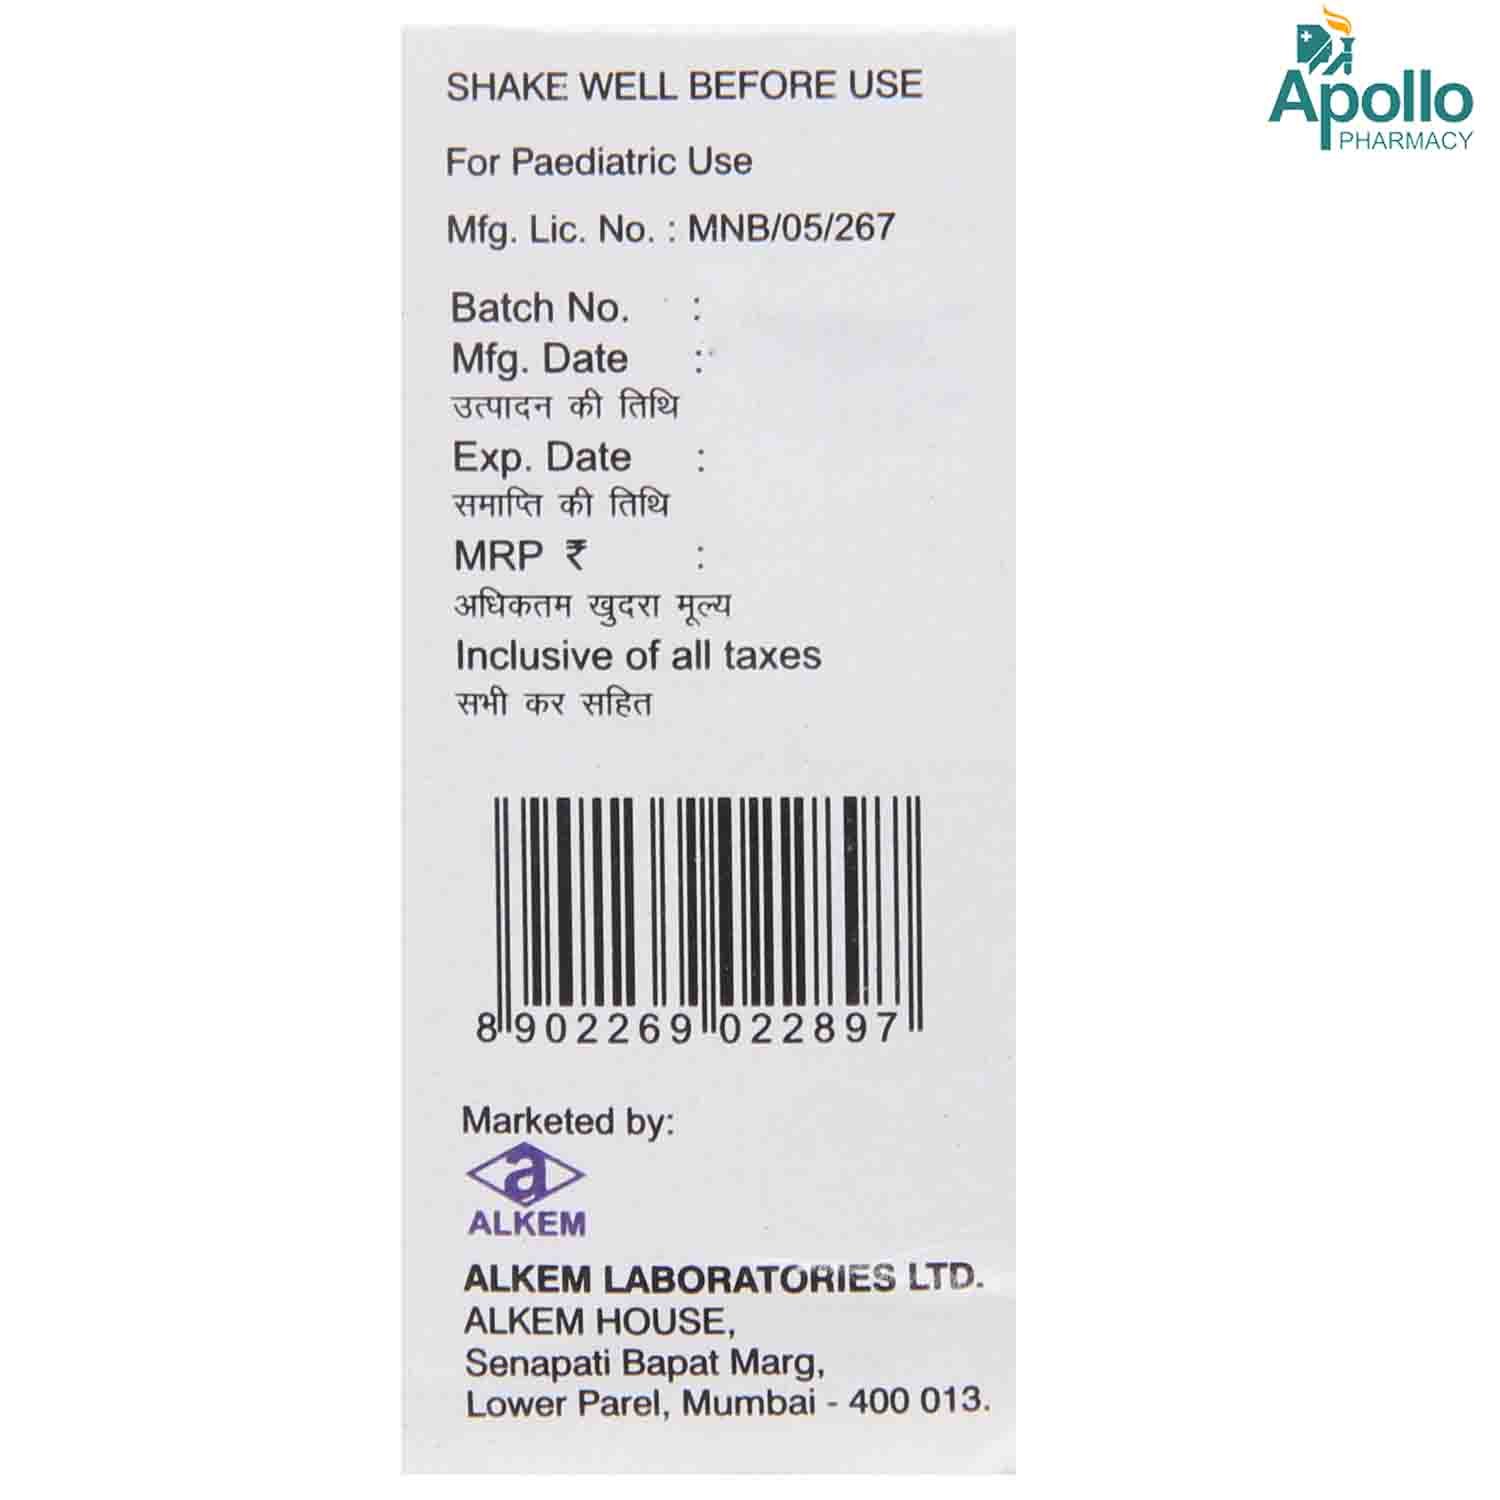 Apollo
PHARMACY
SHAKE WELL BEFORE USE
For Paediatric Use
Mfg. Lic. No. : MNB/05/267
Batch No. :
Mfg. Date :
उत्पादन की तिथि
Exp. Date :
समाप्ति की तिथि
MRP ₹ :
अधिकतम खुदरा मूल्य
Inclusive of all taxes
सभी कर सहित
8 902269 022897
Marketed by:
a
ALKEM
ALKEM LABORATORIES LTD.
ALKEM HOUSE,
Senapati Bapat Marg,
Lower Parel, Mumbai - 400 013.